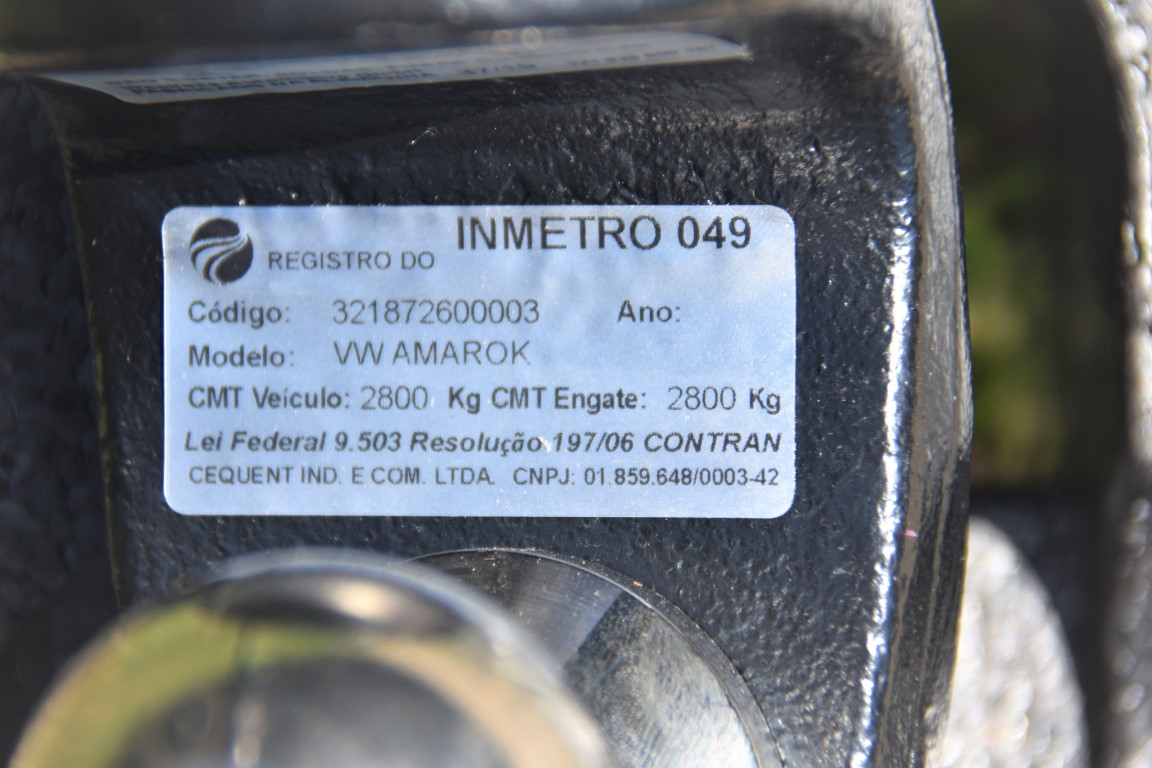 INMETRO 049
REGISTRO DO
Código: 321872600003 Ano:
Modelo: VW AMAROK
CMT Veículo: 2800 Kg CMT Engate: 2800 Kg
Lei Federal 9.503 Resolução 197/06 CONTRAN
CEQUENT IND. E COM. LTDA. CNPJ: 01.859.648/0003-42